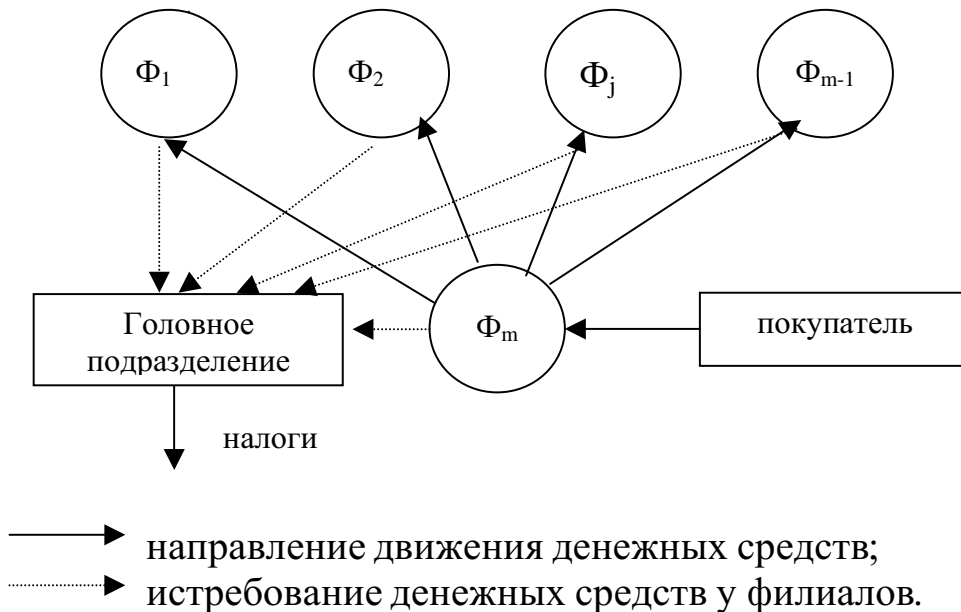 Ф1
Ф2
Фj
Фm-1
Головное
подразделение
Фm
покупатель
налоги
направление движения денежных средств;
истребование денежных средств у филиалов.